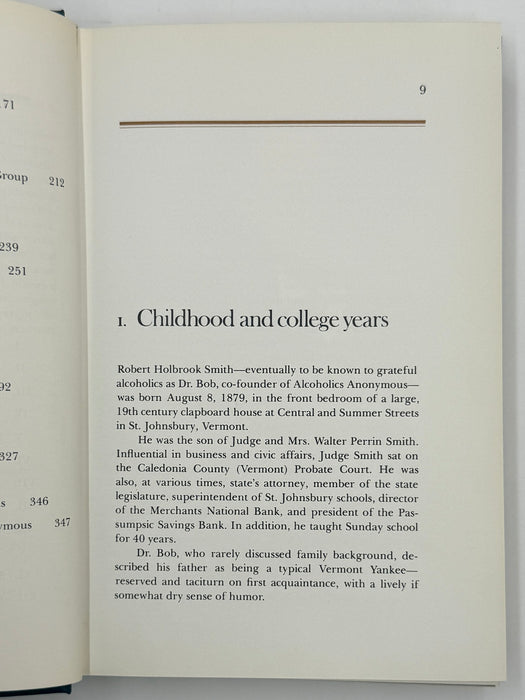 171
Group 212
239
251
327
346
347
9
I. Childhood and college years
Robert Holbrook Smith—eventually to be known to grateful
alcoholics as Dr. Bob, co-founder of Alcoholics Anonymous—
was born August 8, 1879, in the front bedroom of a large,
19th century clapboard house at Central and Summer Streets
in St. Johnsbury, Vermont.
He was the son of Judge and Mrs. Walter Perrin Smith.
Influential in business and civic affairs, Judge Smith sat on
the Caledonia County (Vermont) Probate Court. He was
also, at various times, state's attorney, member of the state
legislature, superintendent of St. Johnsbury schools, director
of the Merchants National Bank, and president of the Pas-
sumpsic Savings Bank. In addition, he taught Sunday school
for 40 years.
Dr. Bob, who rarely discussed family background, de-
scribed his father as being a typical Vermont Yankee—
reserved and taciturn on first acquaintance, with a lively if
somewhat dry sense of humor.